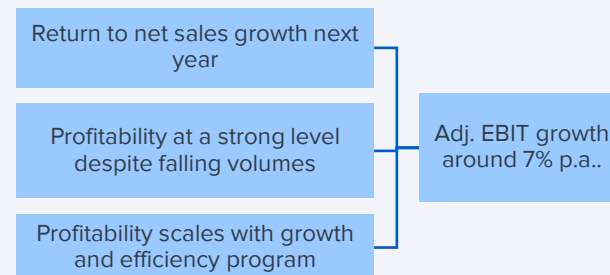 Return to net sales growth next
year
Profitability at a strong level
despite falling volumes
Adj. EBIT growth
around 7% p.a..
Profitability scales with growth
and efficiency program